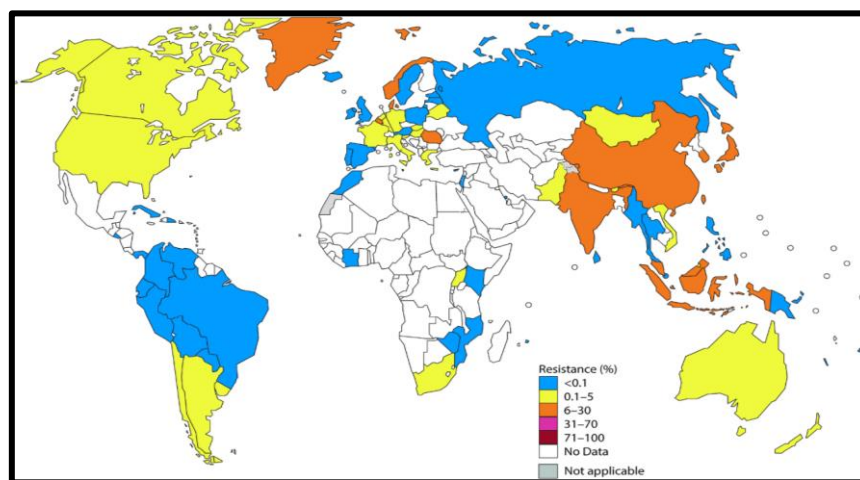 Resistance (%)
<0.1
0.1–5
6–30
31–70
71–100
No Data
Not applicable